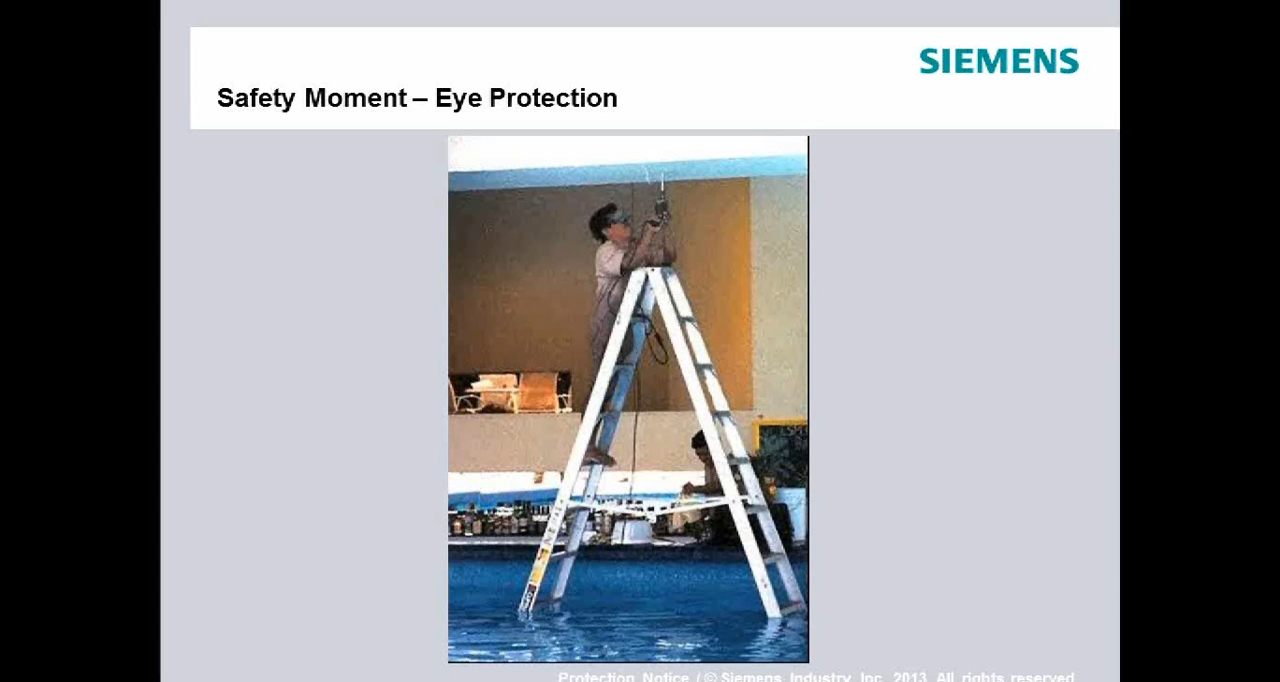 SIEMENS
Safety Moment – Eye Protection
Protection Notice / © Siemens Industry, Inc. 2013. All rights reserved